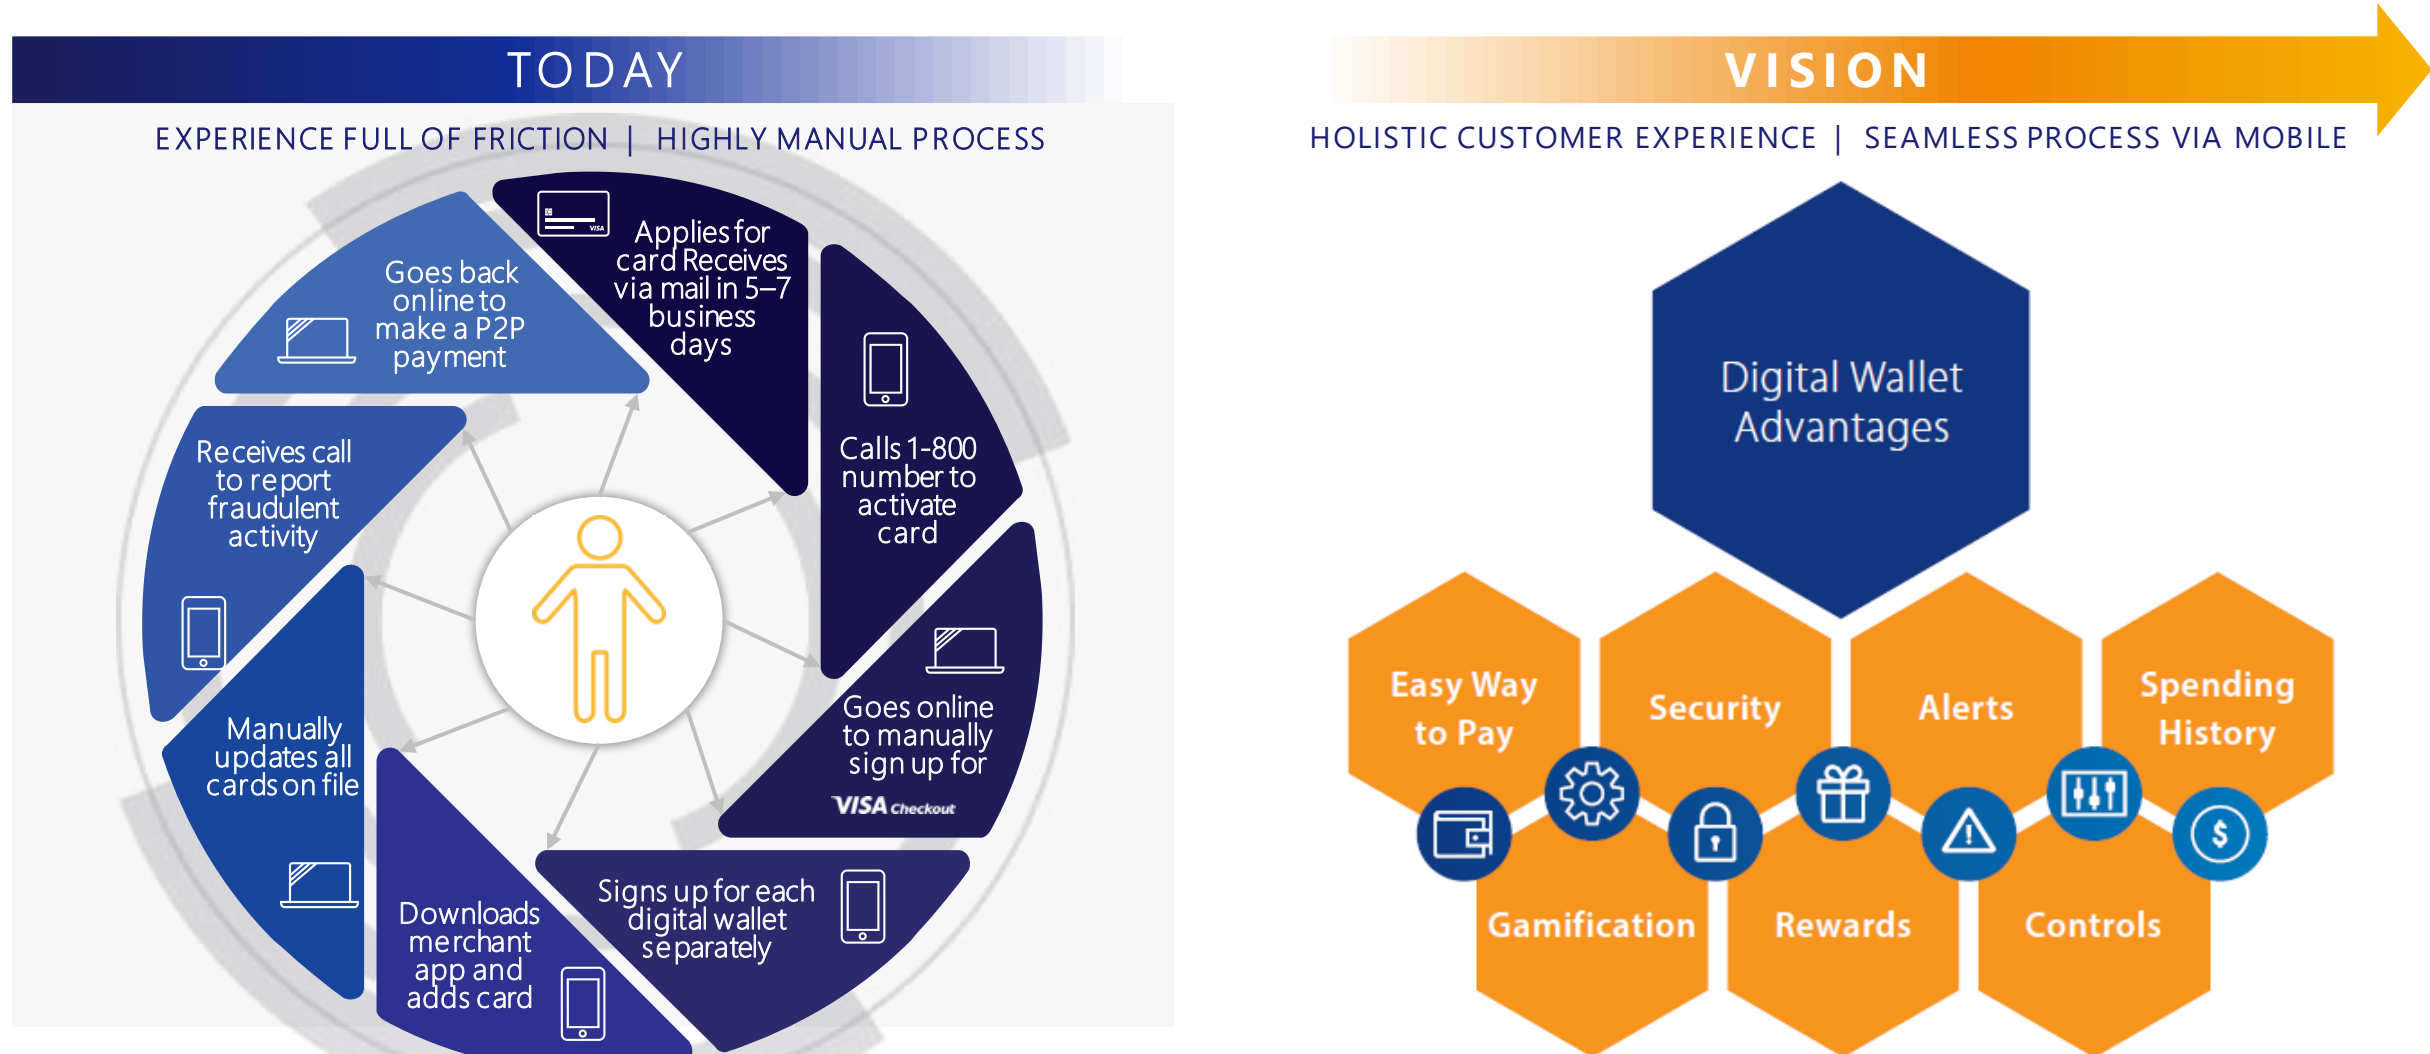 TODAY
EXPERIENCE FULL OF FRICTION | HIGHLY MANUAL PROCESS
VISA
Applies for
card Receives
via mail in 5–7
business
days
Calls 1-800
number to
activate
card
Goes online
to manually
sign up for
VISA Checkout
Signs up for each
digital wallet
separately
Downloads
merchant
app and
adds card
Manually
updates all
cards on file
Receives call
to report
fraudulent
activity
Goes back
online to
make a P2P
payment
VISION
HOLISTIC CUSTOMER EXPERIENCE | SEAMLESS PROCESS VIA MOBILE
Digital Wallet
Advantages
Easy Way
to Pay
Security
Alerts
Spending
History
$
Gamification
Rewards
Controls